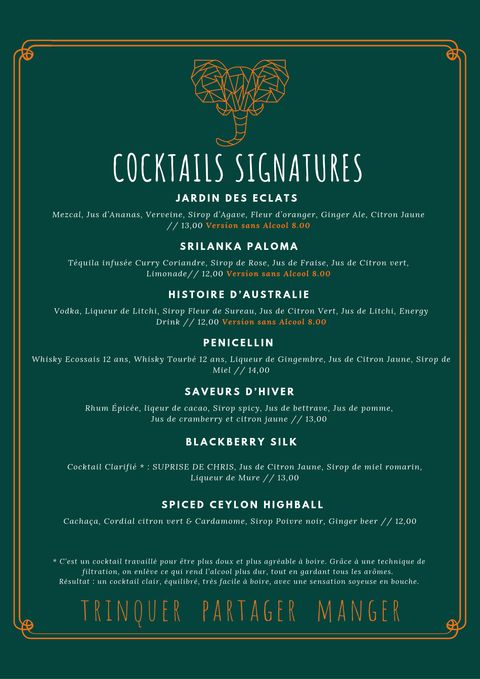 COCKTAILS SIGNATURES
JARDIN DES ECLATS
Mezcal, Jus d'Ananas, Verveine, Sirop d'Agave, Fleur d'oranger, Ginger Ale, Citron Jaune
// 13,00 Version sans Alcool 8.00
SRILANKA PALOMA
Téquila infusée Curry Coriandre, Sirop de Rose, Jus de Fraise, Jus de Citron vert,
Limonade// 12,00 Version sans Alcool 8.00
HISTOIRE D'AUSTRALIE
Vodka, Liqueur de Litchi, Sirop Fleur de Sureau, Jus de Citron Vert, Jus de Litchi, Energy
Drink // 12,00 Version sans Alcool 8.00
PENICELLIN
Whisky Ecossais 12 ans, Whisky Tourbé 12 ans, Liqueur de Gingembre, Jus de Citron Jaune, Sirop de
Miel // 14,00
SAVEURS D'HIVER
Rhum Épicée, liqeur de cacao, Sirop spicy, Jus de bettrave, Jus de pomme,
Jus de cramberry et citron jaune // 13,00
BLACKBERRY SILK
Cocktail Clarifié * : SUPRISE DE CHRIS, Jus de Citron Jaune, Sirop de miel romarin,
Liqueur de Mure // 13,00
SPICED CEYLON HIGHBALL
Cachaça, Cordial citron vert & Cardamome, Sirop Poivre noir, Ginger beer // 12,00
* C'est un cocktail travaillé pour être plus doux et plus agréable à boire. Grâce à une technique de
filtration, on enlève ce qui rend l'alcool plus dur, tout en gardant tous les arômes.
Résultat : un cocktail clair, équilibré, très facile à boire, avec une sensation soyeuse en bouche.
TRINQUER PARTAGER MANGER